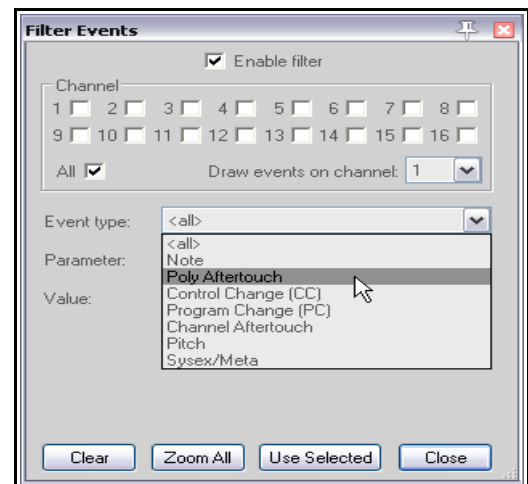 Filter Events
Enable filter
Channel
1 2 3 4 5 6 7 8
9 10 11 12 13 14 15 16
All Draw events on channel: 1
Event type: <all>
<all>
Parameter: Note
Poly Aftertouch
Value: Control Change (CC)
Program Change (PC)
Channel Aftertouch
Pitch
Sysex/Meta
Clear Zoom All Use Selected Close